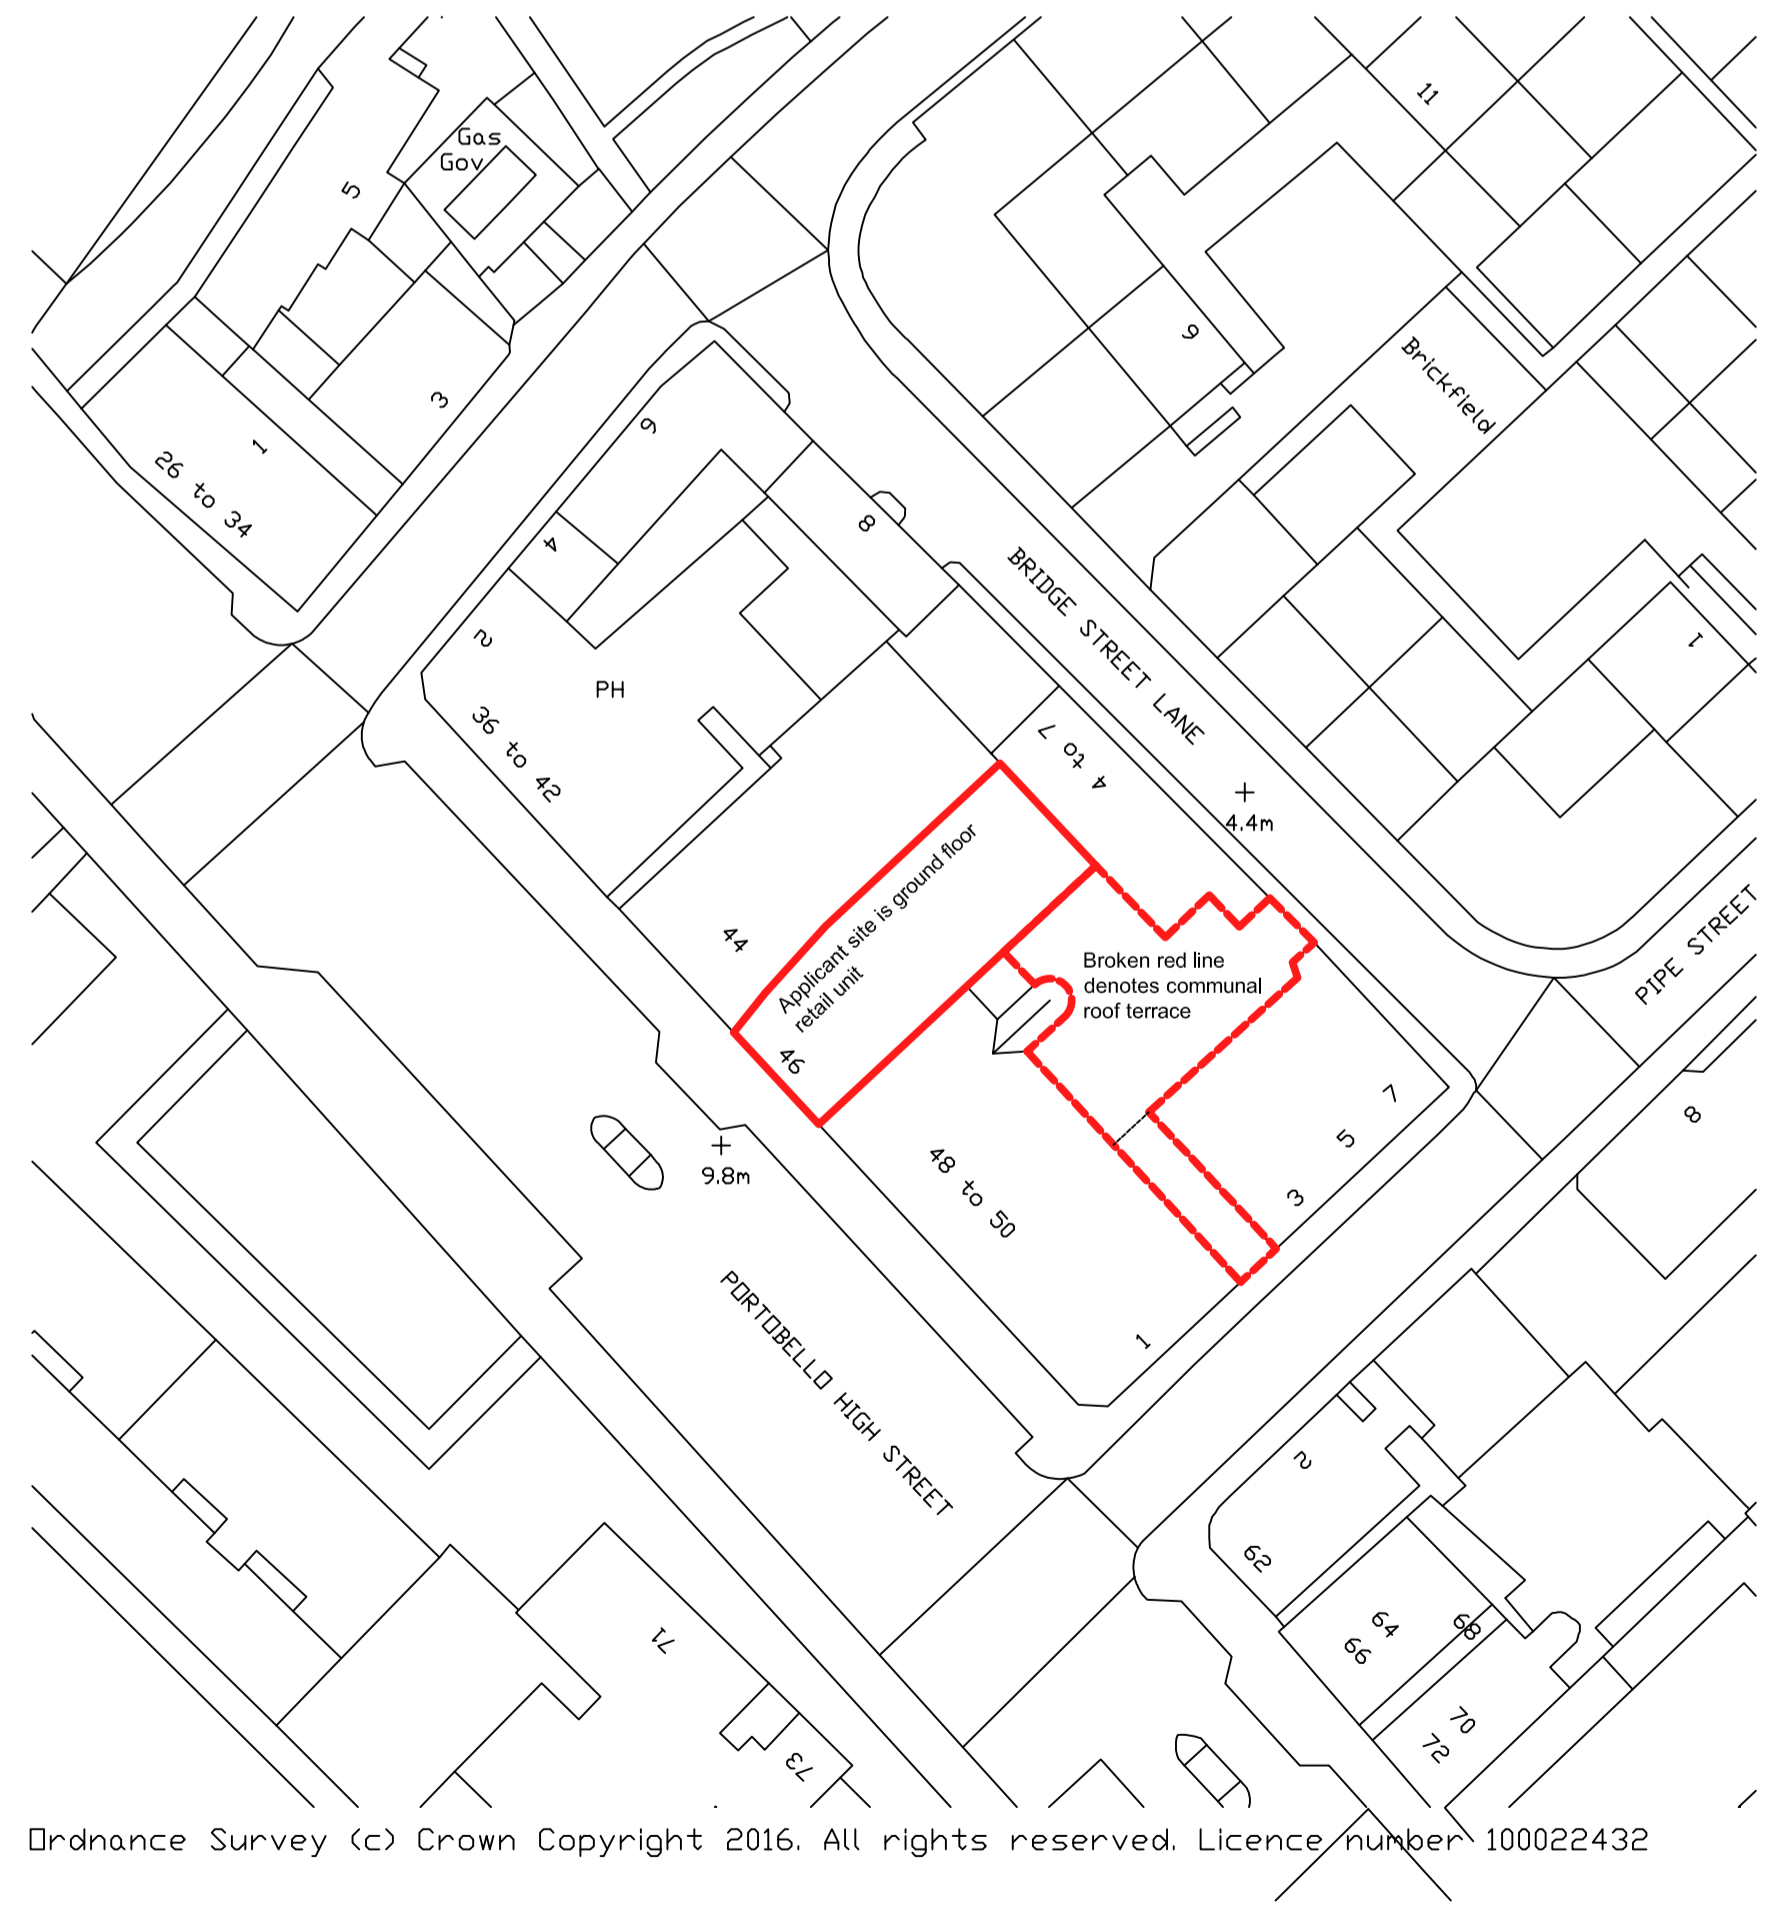 11
Gas
Gov
5
9
3
Brickfield
6
1
26 to 34
8
4
BRIDGE STREET LANE
1
2
PH
36 to 42
4 to 7
4.4m
Applicant site is ground floor
retail unit
44
PIPE STREET
Broken red line
denotes communal
roof terrace
46
7
8
5
9.8m
48 to 50
3
PORTOBELLO HIGH STREET
1
2
62
64
68
66
71
70
72
73
Ordnance Survey (c) Crown Copyright 2016. All rights reserved. Licence number 100022432